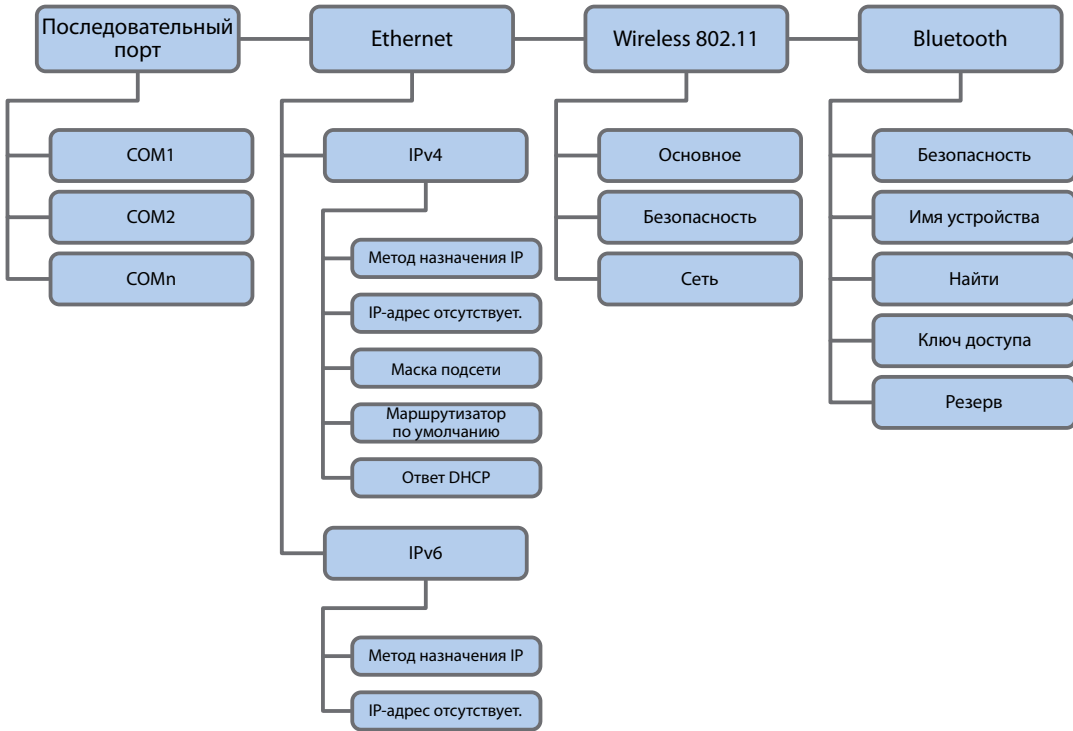 Последовательный
порт
Ethernet
Wireless 802.11
Bluetooth
COM1
COM2
COMn
IPv4
Метод назначения IP
IP-адрес отсутствует.
Маска подсети
Маршрутизатор
по умолчанию
Ответ DHCP
IPv6
Метод назначения IP
IP-адрес отсутствует.
Основное
Безопасность
Сеть
Безопасность
Имя устройства
Найти
Ключ доступа
Резерв